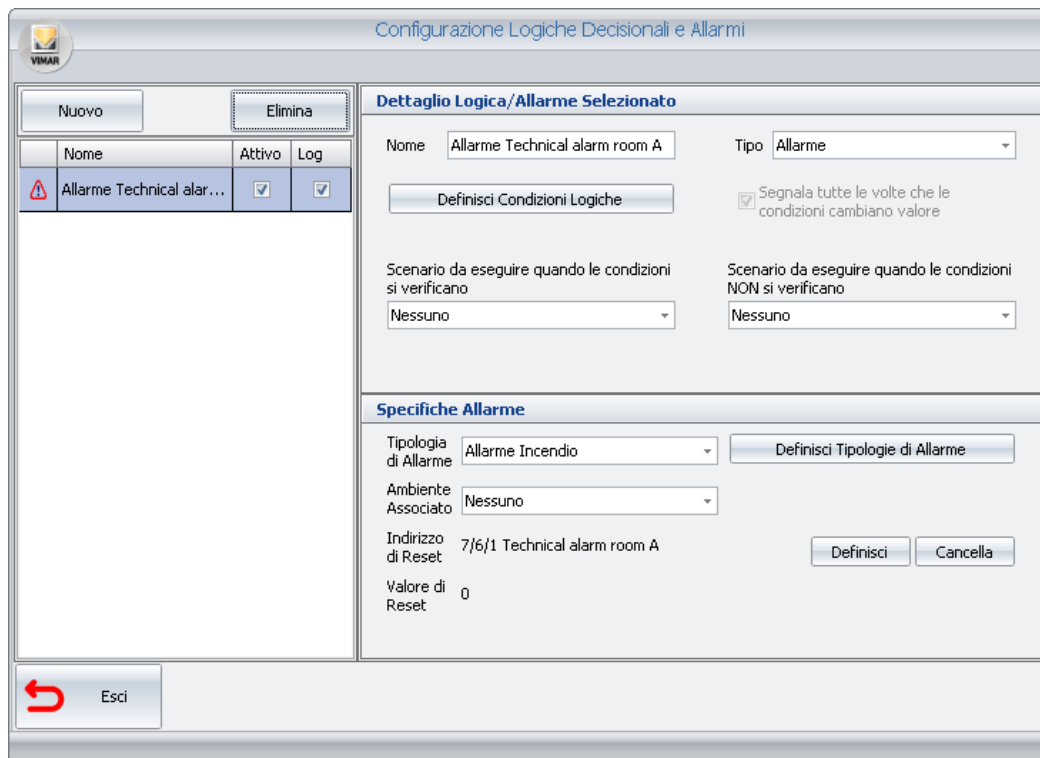 Configurazione Logiche Decisionali e Allarmi
VIMAR
Nuovo
Elimina
Nome
Attivo
Log
Allarme Technical alar...
Dettaglio Logica/Allarme Selezionato
Nome
Allarme Technical alarm room A
Tipo
Allarme
Definisci Condizioni Logiche
Segnala tutte le volte che le
condizioni cambiano valore
Scenario da eseguire quando le condizioni
si verificano
Nessuno
Scenario da eseguire quando le condizioni
NON si verificano
Nessuno
Specifiche Allarme
Tipologia
di Allarme
Allarme Incendio
Definisci Tipologie di Allarme
Ambiente
Associato
Nessuno
Indirizzo
di Reset
7/6/1 Technical alarm room A
Definisci
Cancella
Valore di
Reset
0
Esci